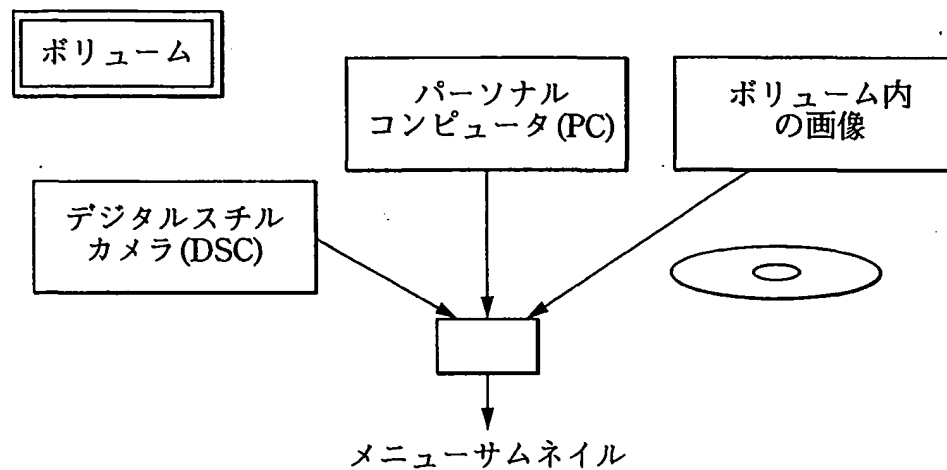 ボリューム
パーソナル
コンピュータ(PC)
ボリューム内
の画像
デジタルスチル
カメラ(DSC)
メニューサムネイル